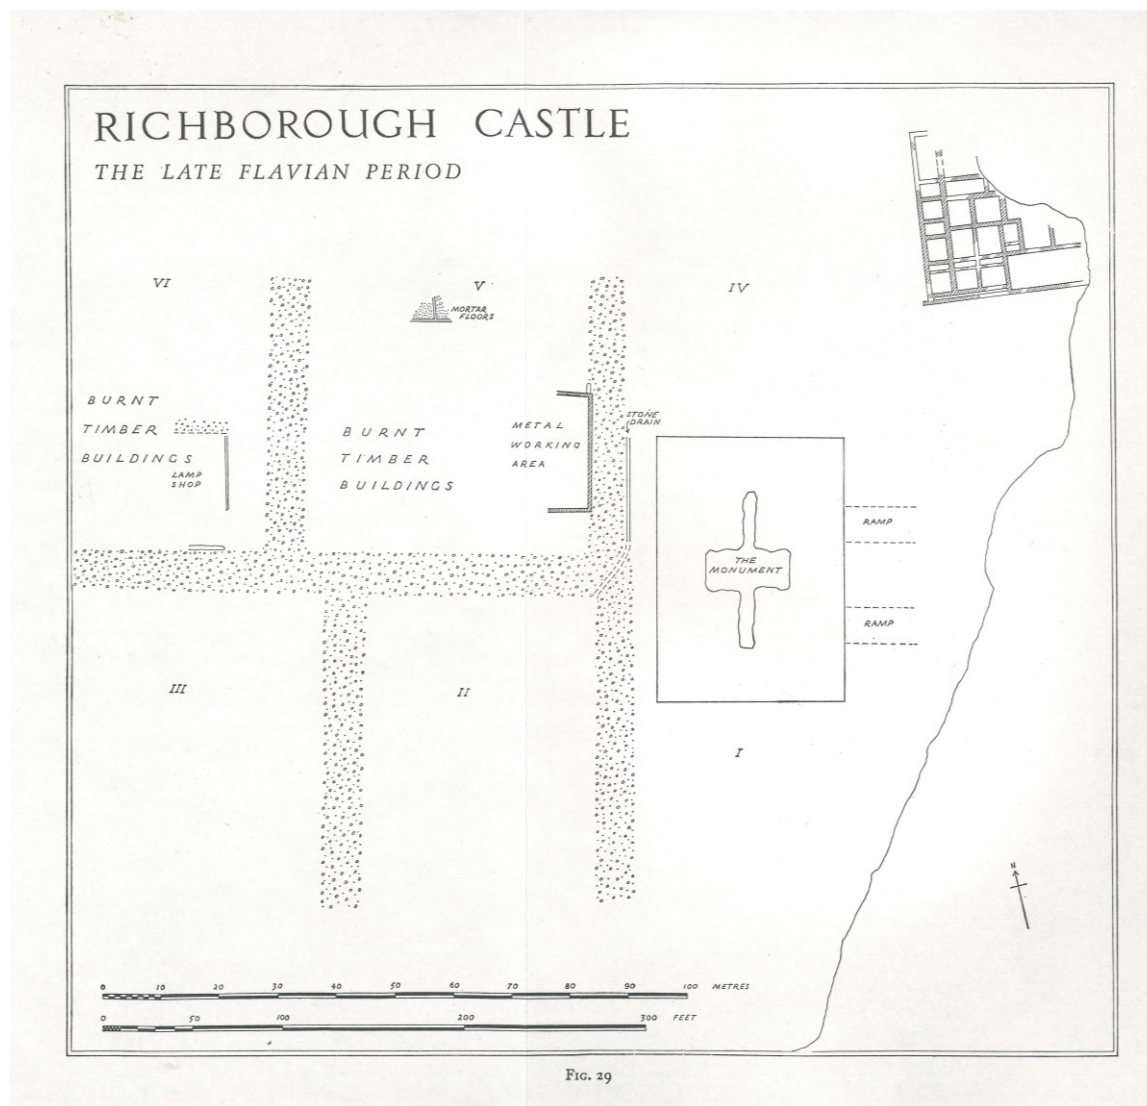 RICHBOROUGH CASTLE
THE LATE FLAVIAN PERIOD
VI
V
IV
MORTAR
FLOORS
BURNT
TIMBER
BUILDINGS
LAMP
SHOP
BURNT
TIMBER
BUILDINGS
METAL
WORKING
AREA
STONE
DRAIN
RAMP
THE
MONUMENT
RAMP
III
II
I
N
0 10 20 30 40 50 60 70 80 90 100 METRES
0 50 100 200 300 FEET
FIG. 29